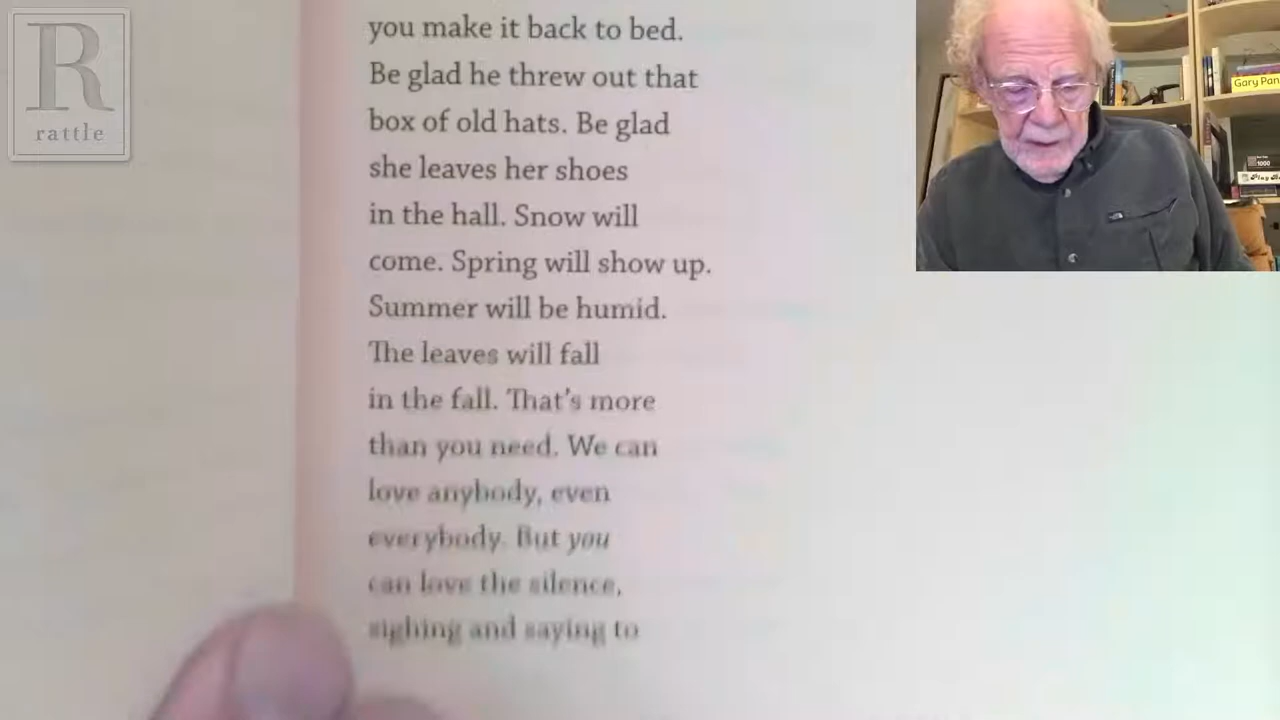 R
rattle
you make it back to bed.
Be glad he threw out that
box of old hats. Be glad
she leaves her shoes
in the hall. Snow will
come. Spring will show up.
Summer will be humid.
The leaves will fall
in the fall. That's more
than you need. We can
love anybody, even
everybody. But you
can love the silence,
sighing and saying to
Gary Pan
1000